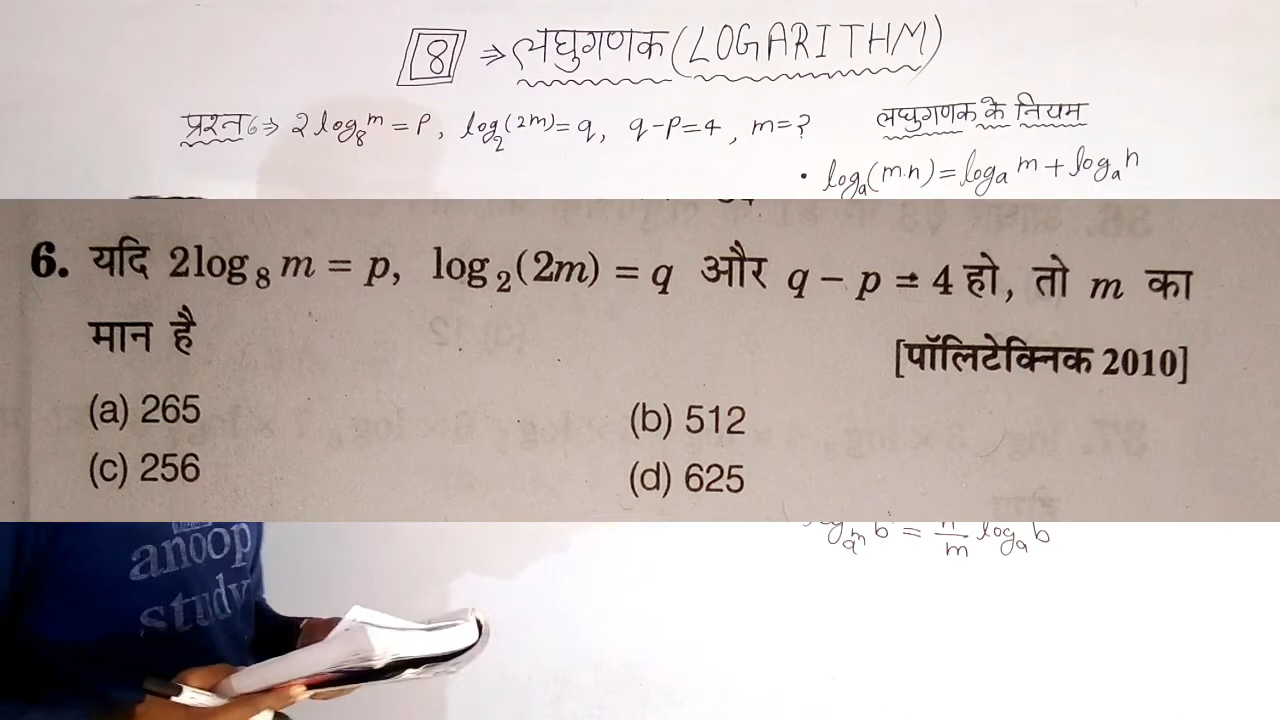 8 ⇒ लघुगणक (LOGARITHM)
प्रश्न 6 ⇒ 2 log₈ m = P, log₂(2m) = q, q-P=4, m=?
लघुगणक के नियम
• logₐ(m.n) = logₐ m + logₐ n
6. यदि 2log₈ m = p, log₂(2m) = q और q − p = 4 हो, तो m का
मान है
[पॉलिटेक्निक 2010]
(a) 265
(b) 512
(c) 256
(d) 625
b = n/m logₐ b
anoop
study